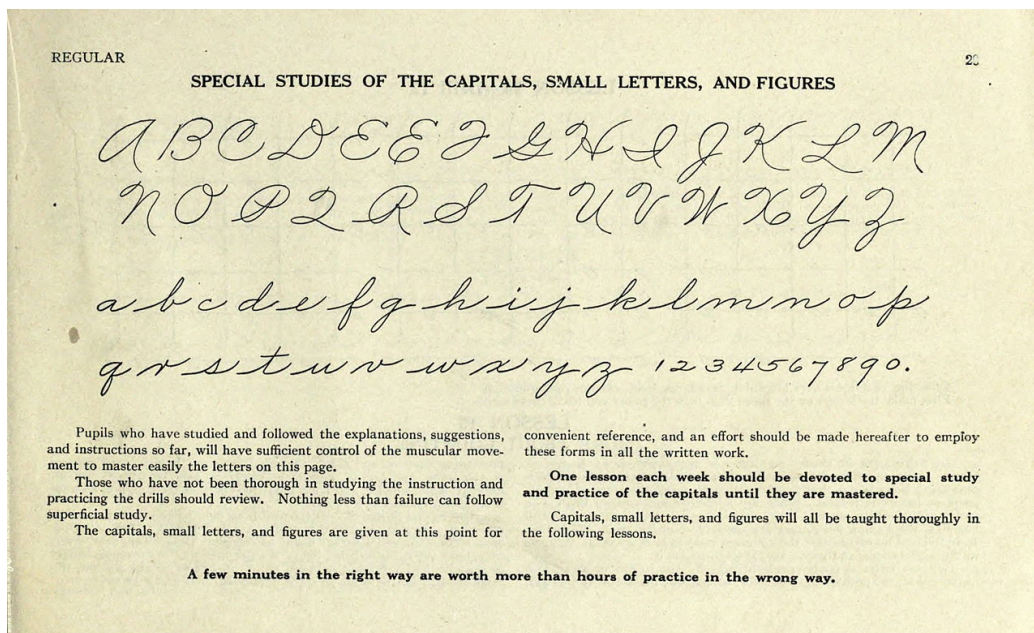 REGULAR
SPECIAL STUDIES OF THE CAPITALS, SMALL LETTERS, AND FIGURES
A B C D E E F G H I J K L M
N O P Q R S T U V W X Y Z
a b c d e f g h i j k l m n o p
q r s t u v w x y z 1 2 3 4 5 6 7 8 9 0.
Pupils who have studied and followed the explanations, suggestions,
and instructions so far, will have sufficient control of the muscular move-
ment to master easily the letters on this page.
Those who have not been thorough in studying the instruction and
practicing the drills should review. Nothing less than failure can follow
superficial study.
The capitals, small letters, and figures are given at this point for
convenient reference, and an effort should be made hereafter to employ
these forms in all the written work.
One lesson each week should be devoted to special study
and practice of the capitals until they are mastered.
Capitals, small letters, and figures will all be taught thoroughly in
the following lessons.
A few minutes in the right way are worth more than hours of practice in the wrong way.